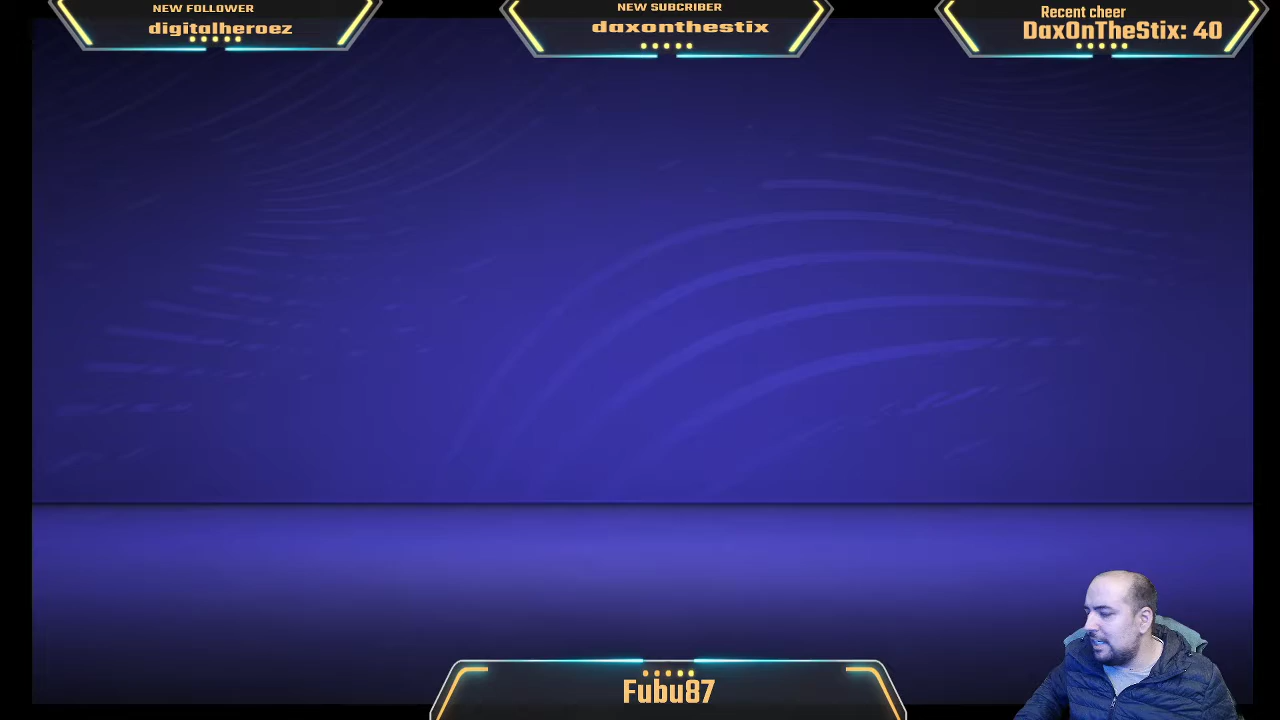 NEW FOLLOWER
digitalheroez
NEW SUBCRIBER
daxonthestix
Recent cheer
DaxOnTheStix: 40
Fubu87